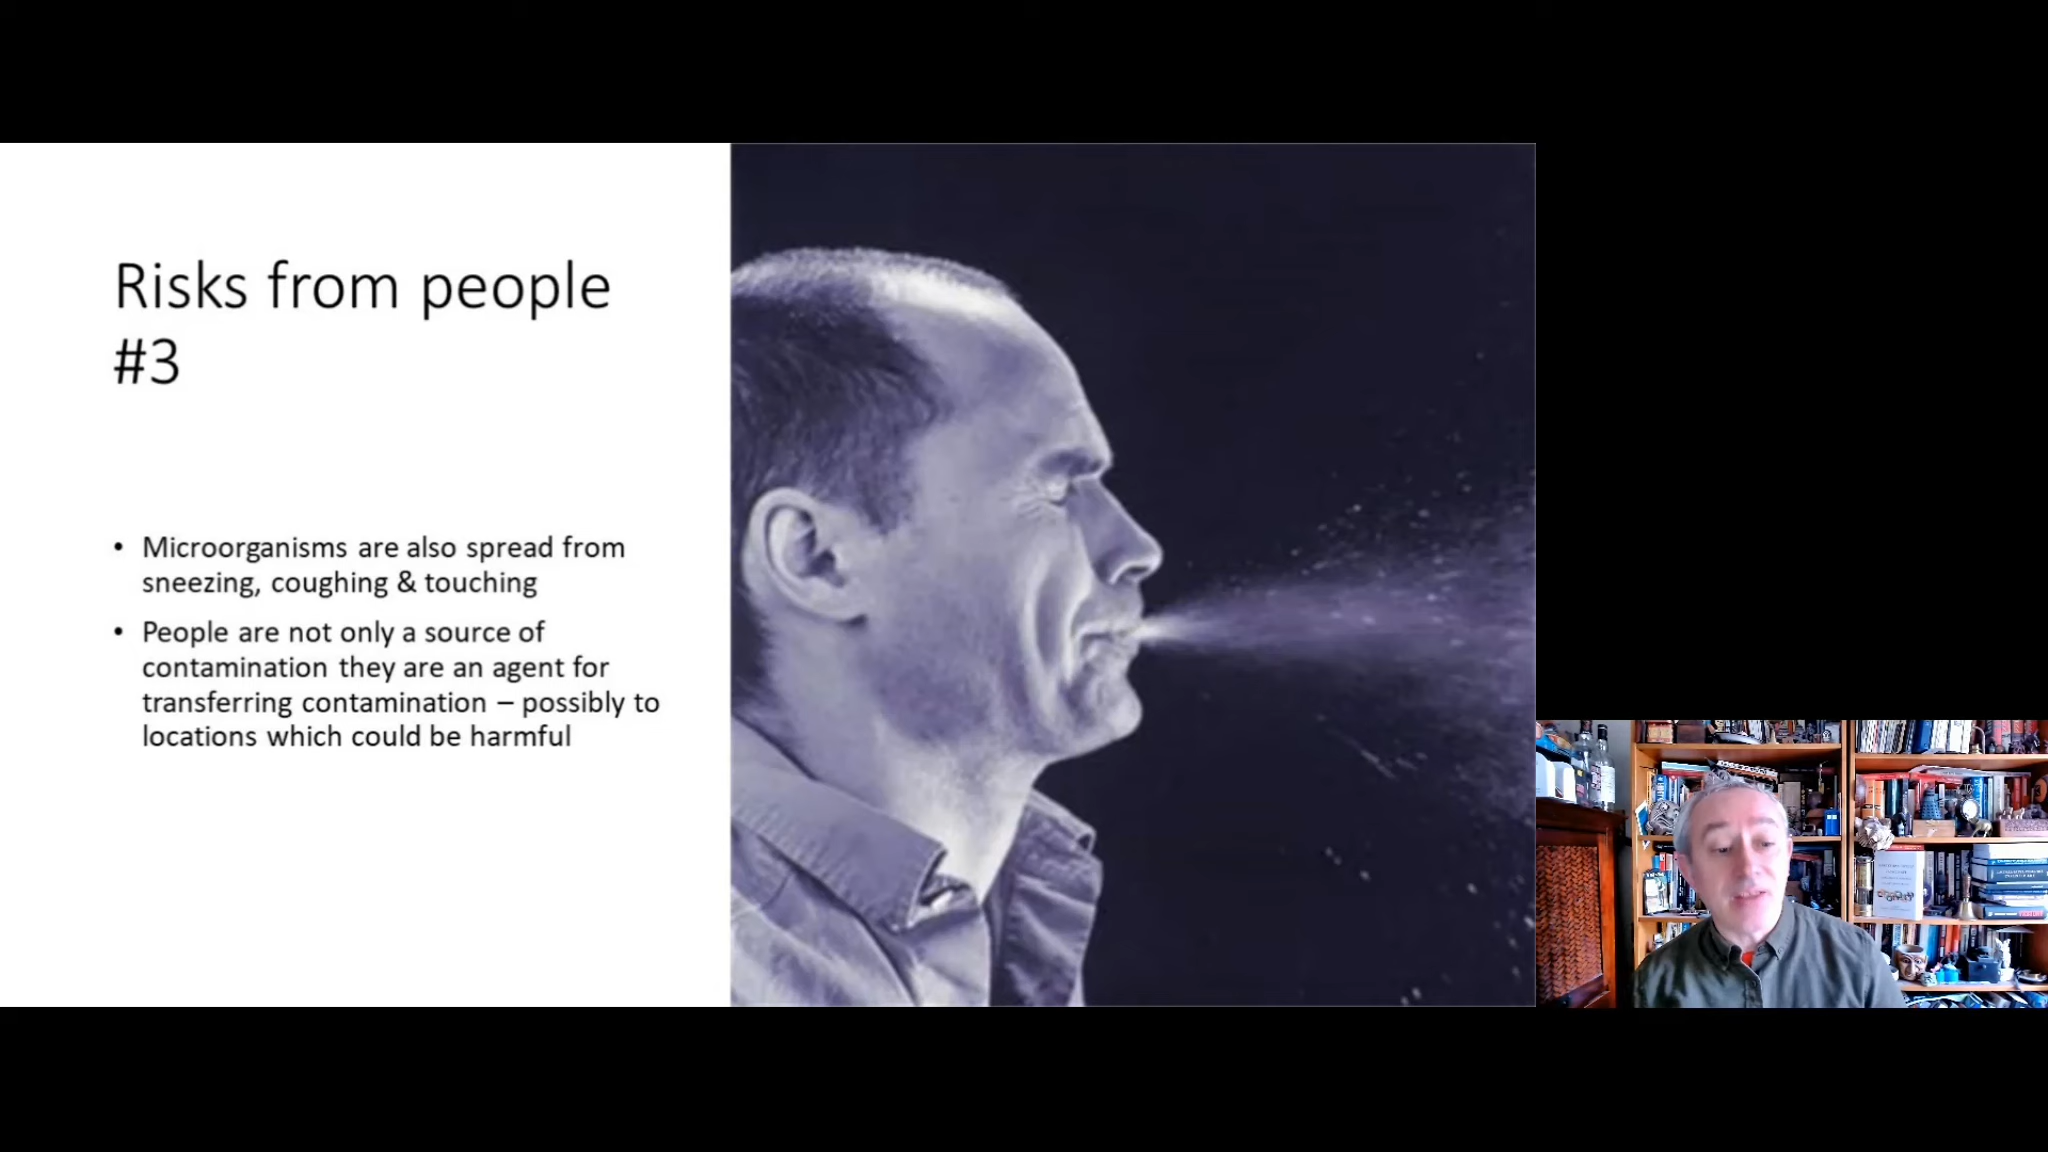 Risks from people
#3
• Microorganisms are also spread from
sneezing, coughing & touching
• People are not only a source of
contamination they are an agent for
transferring contamination – possibly to
locations which could be harmful